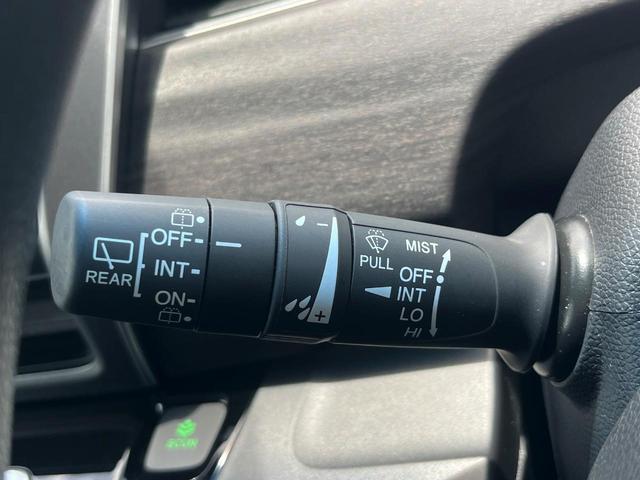 OFF
INT
ON
REAR
PULL
MIST
OFF
INT
LO
HI
ECON